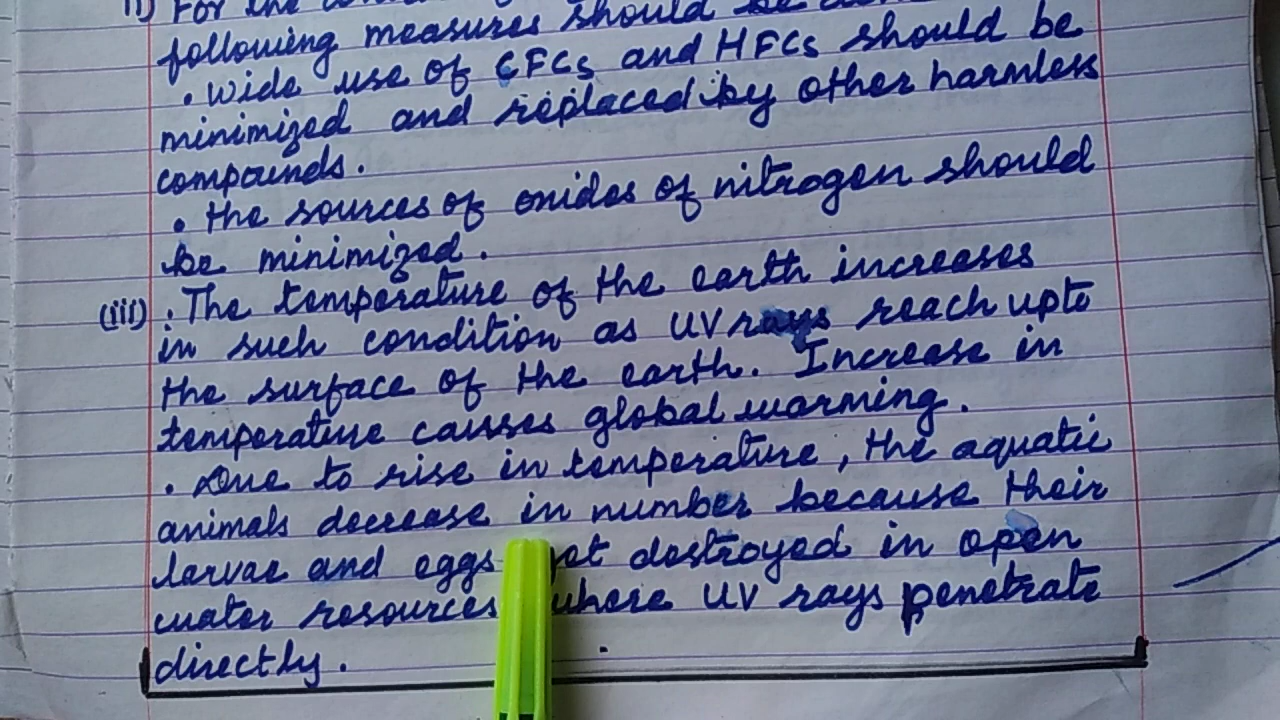 ii) For the
following measures should be
. Wide use of CFCs and HFCs should be
minimized and replaced by other harmless
compounds.
. the sources of oxides of nitrogen should
be minimized.
(iii) . The temperature of the earth increases
in such condition as UV rays reach upto
the surface of the earth. Increase in
temperature causes global warming.
. Due to rise in temperature, the aquatic
animals decrease in number because their
larvae and eggs get destroyed in open
water resources where UV rays penetrate
directly.